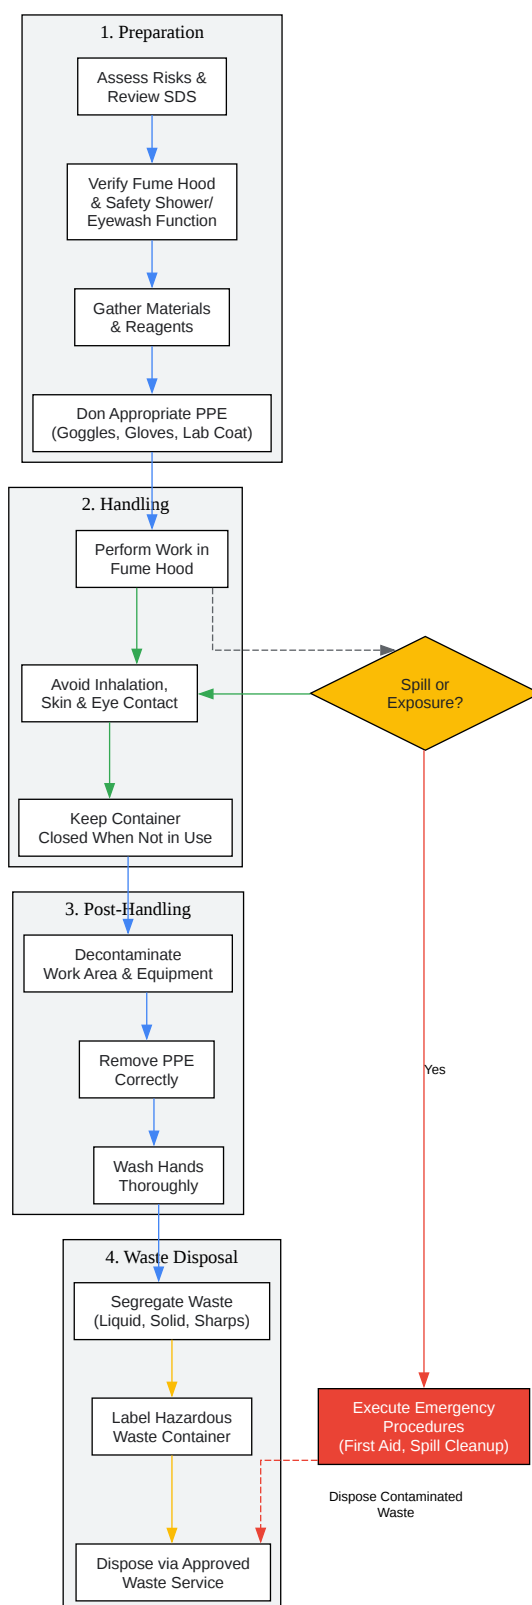 1. Preparation
Assess Risks &
Review SDS
Verify Fume Hood
& Safety Shower/
Eyewash Function
Gather Materials
& Reagents
Don Appropriate PPE
(Goggles, Gloves, Lab Coat)
2. Handling
Perform Work in
Fume Hood
Avoid Inhalation,
Skin & Eye Contact
Spill or
Exposure?
Keep Container
Closed When Not in Use
3. Post-Handling
Decontaminate
Work Area & Equipment
Remove PPE
Correctly
Yes
Wash Hands
Thoroughly
4. Waste Disposal
Segregate Waste
(Liquid, Solid, Sharps)
Label Hazardous
Waste Container
Execute Emergency
Procedures
(First Aid, Spill Cleanup)
Dispose Contaminated
Waste
Dispose via Approved
Waste Service